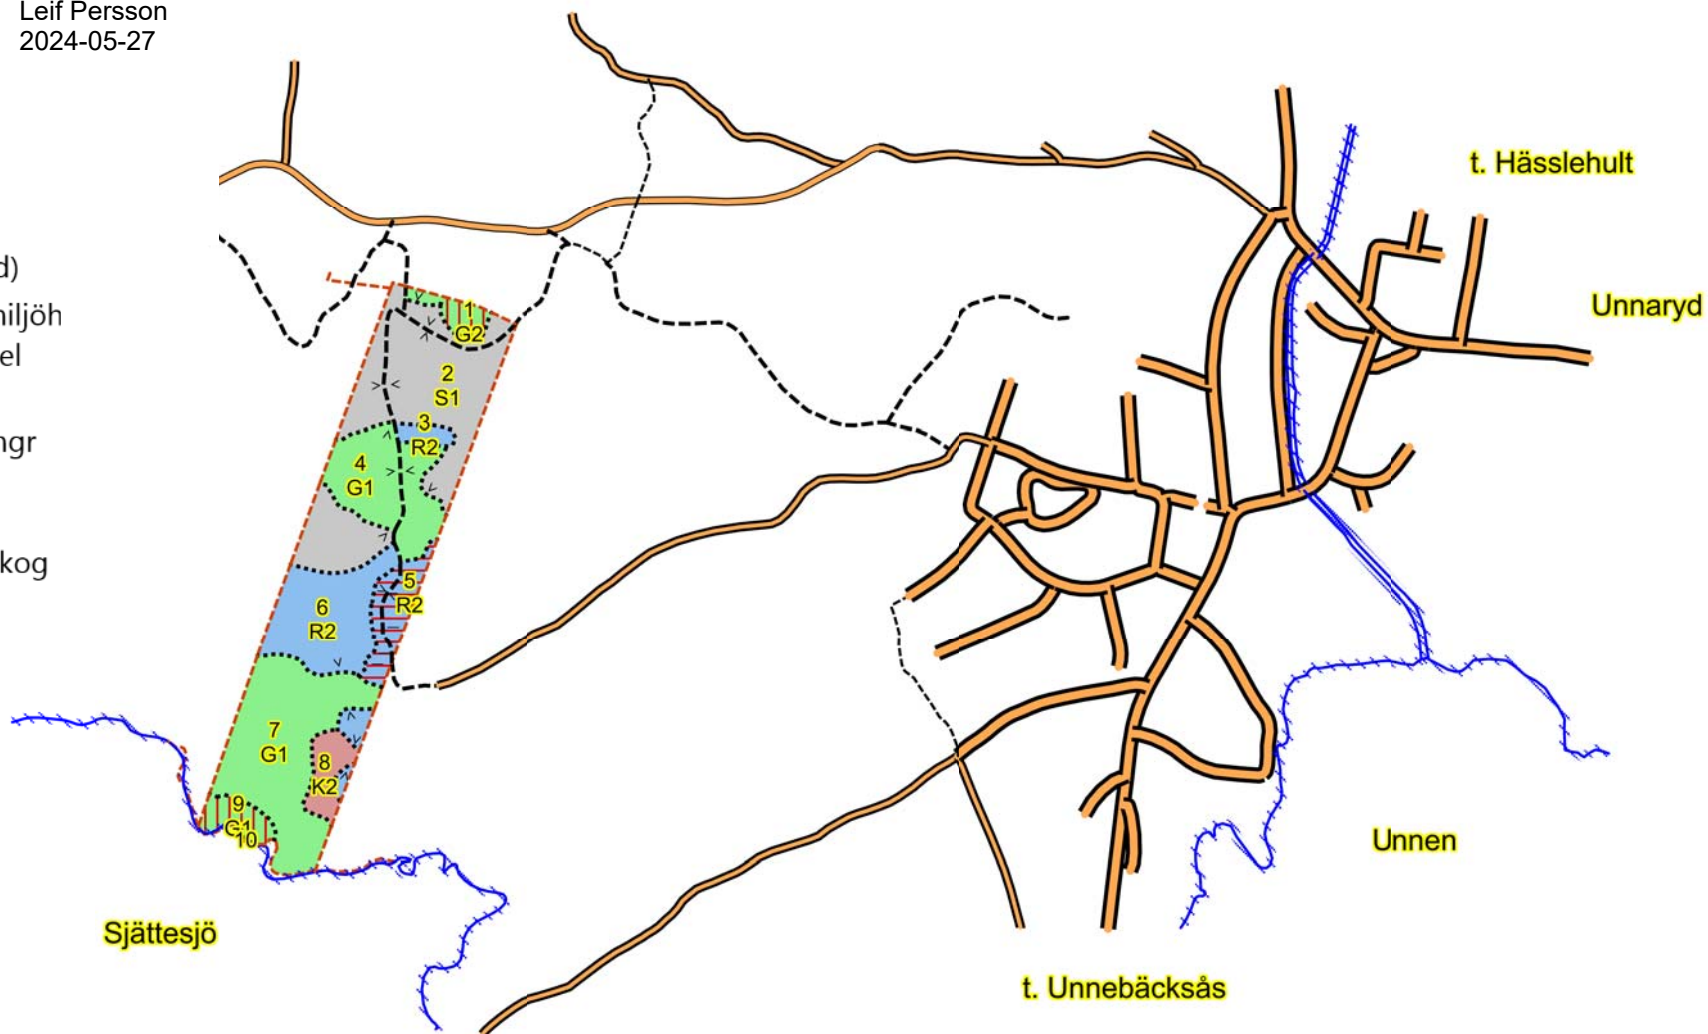 Leif Persson
2024-05-27
t. Hässlehult
d)
niljöh
el
ngr
kog
Unnaryd
1
G2
2
S1
3
R2
4
G1
5
R2
6
R2
7
G1
8
K2
9
G1
10
Unnen
Sjättesjö
t. Unnebäcksås